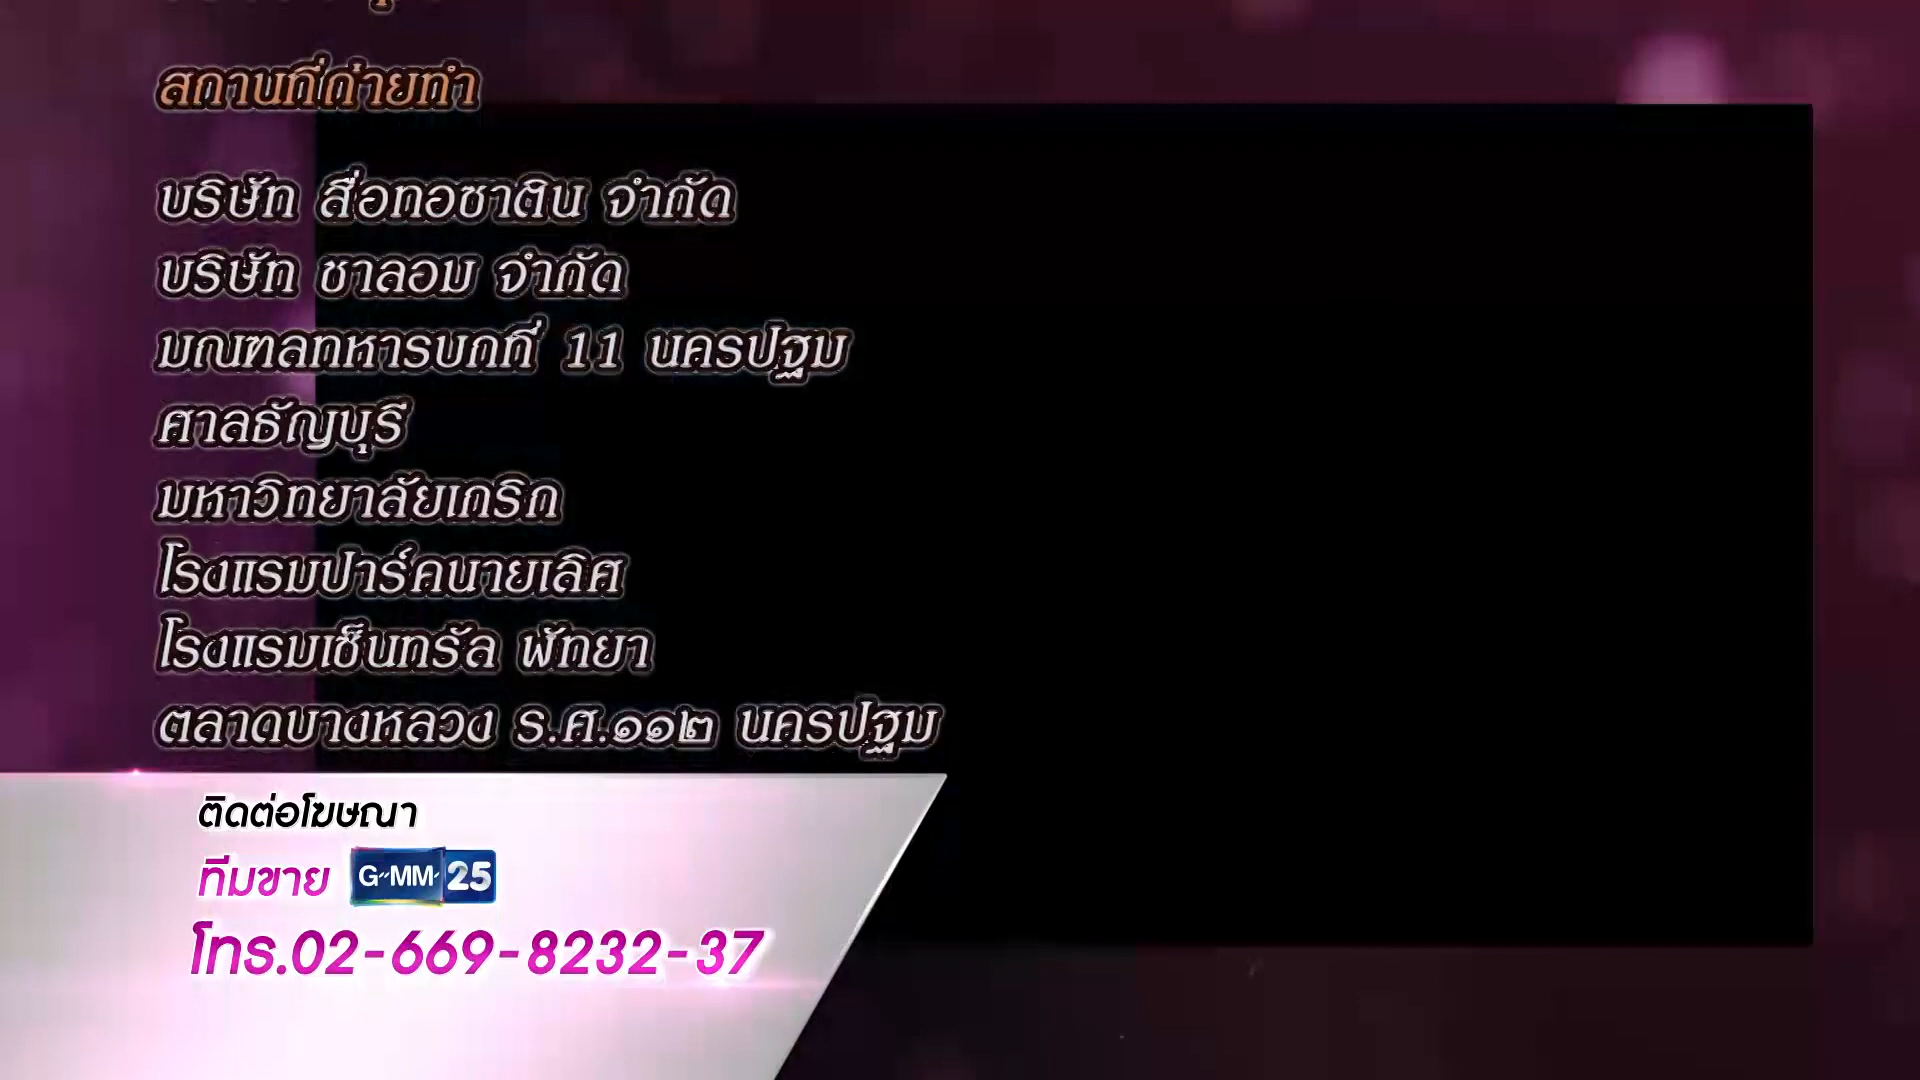 สถานที่ถ่ายทำ
บริษัท สื่อทอซาติน จำกัด
บริษัท ชาลอม จำกัด
มณฑลทหารบกที่ 11 นครปฐม
ศาลธัญบุรี
มหาวิทยาลัยเกริก
โรงแรมปาร์คนายเลิศ
โรงแรมเซ็นทรัล พัทยา
ตลาดบางหลวง ร.ศ.๑๑๒ นครปฐม
ติดต่อโฆษณา
ทีมขาย G-MM-25
โทร.02-669-8232-37